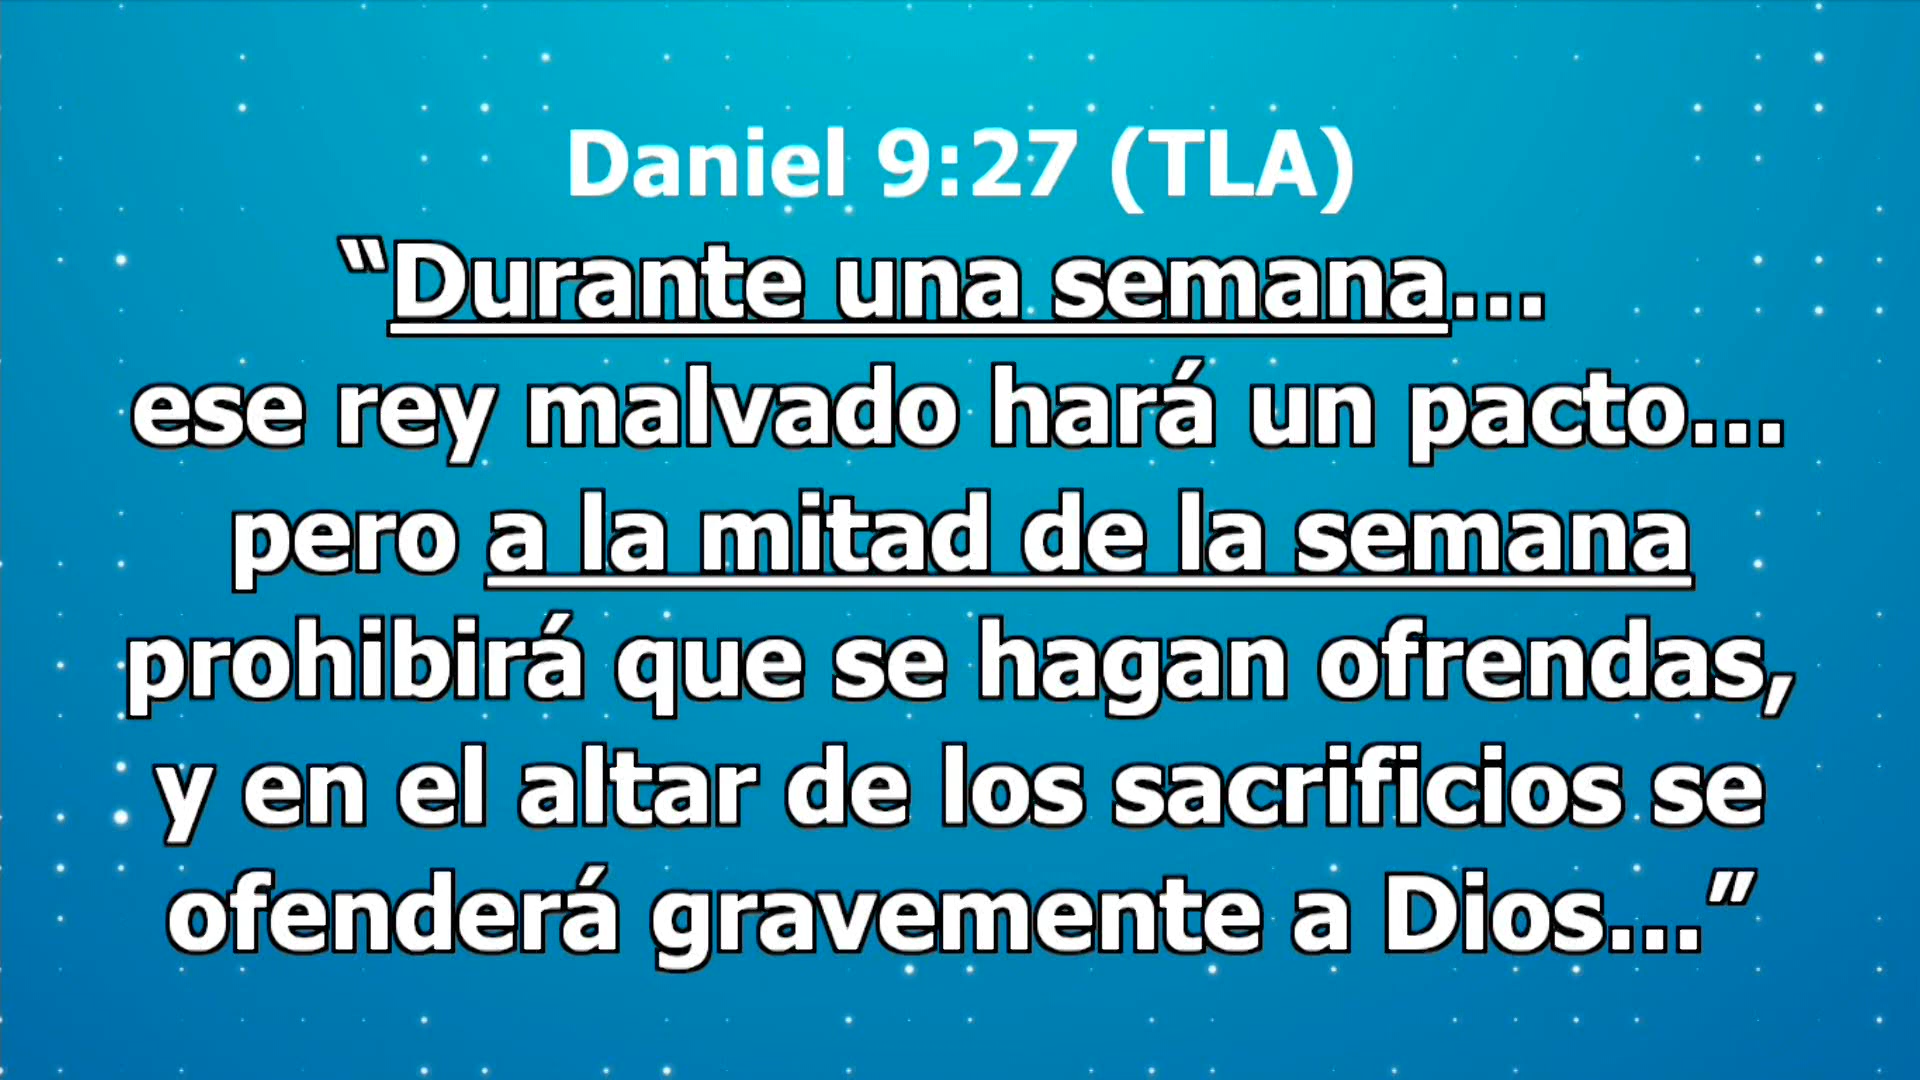 Daniel 9:27 (TLA)
“Durante una semana...
ese rey malvado hará un pacto...
pero a la mitad de la semana
prohibirá que se hagan ofrendas,
y en el altar de los sacrificios se
ofenderá gravemente a Dios...”